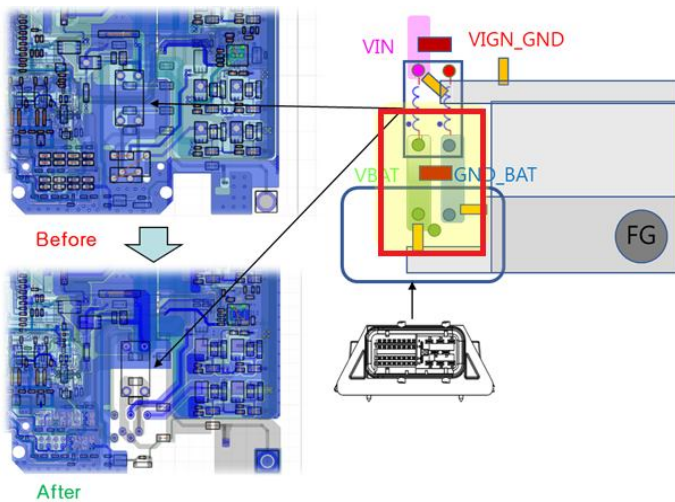 VIN
VIGN_GND
VBAT
GND_BAT
FG
Before
After